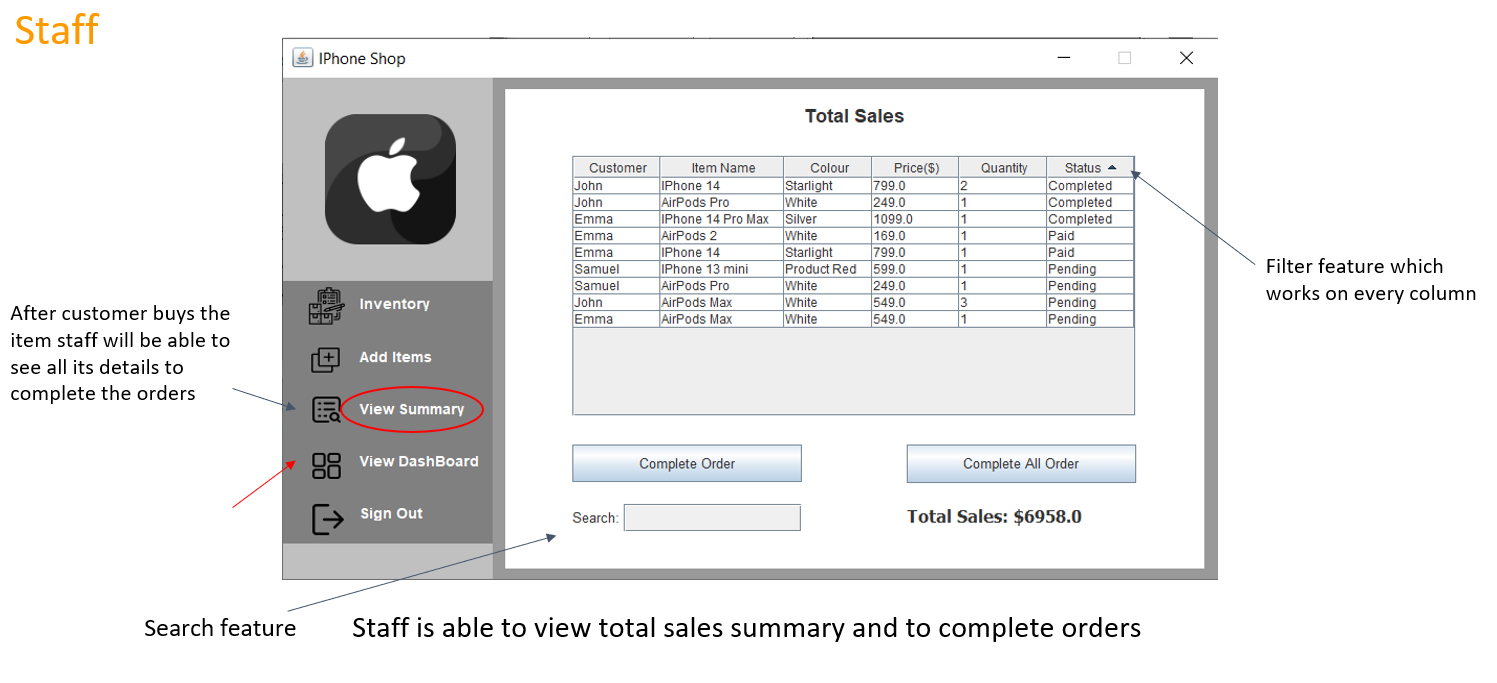 Staff
IPhone Shop
Total Sales
Customer Item Name Colour Price($) Quantity Status
John IPhone 14 Starlight 799.0 2 Completed
John AirPods Pro White 249.0 1 Completed
Emma IPhone 14 Pro Max Silver 1099.0 1 Completed
Emma AirPods 2 White 169.0 1 Paid
Emma IPhone 14 Starlight 799.0 1 Paid
Samuel IPhone 13 mini Product Red 599.0 1 Pending
Samuel AirPods Pro White 249.0 1 Pending
John AirPods Max White 549.0 3 Pending
Emma AirPods Max White 549.0 1 Pending
Filter feature which
works on every column
After customer buys the
item staff will be able to
see all its details to
complete the orders
Inventory
Add Items
View Summary
View DashBoard
Sign Out
Complete Order
Complete All Order
Search:
Total Sales: $6958.0
Search feature
Staff is able to view total sales summary and to complete orders